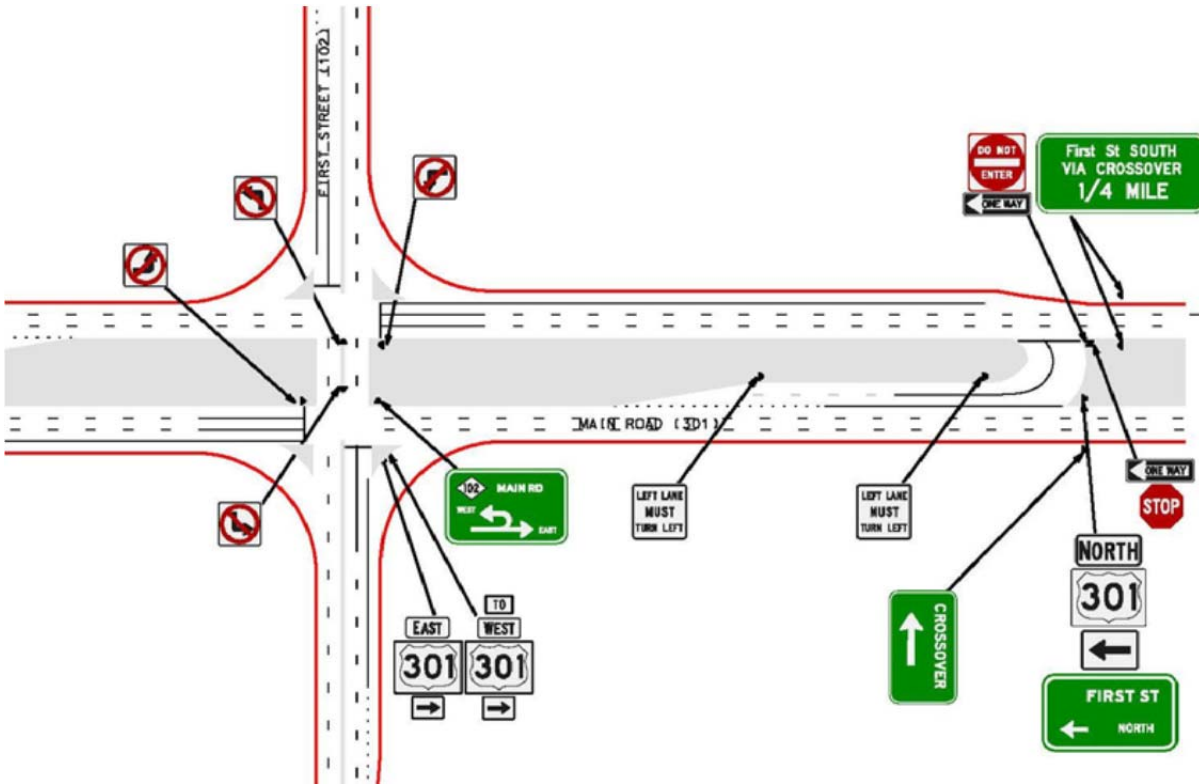 FIRST STREET (102)
DO NOT
ENTER
ONE WAY
First St SOUTH
VIA CROSSOVER
1/4 MILE
MAIN ROAD (301)
102 MAIN RD
WEST
EAST
LEFT LANE
MUST
TURN LEFT
LEFT LANE
MUST
TURN LEFT
ONE WAY
STOP
NORTH
301
FIRST ST
NORTH
CROSSOVER
TO
EAST
WEST
301
301